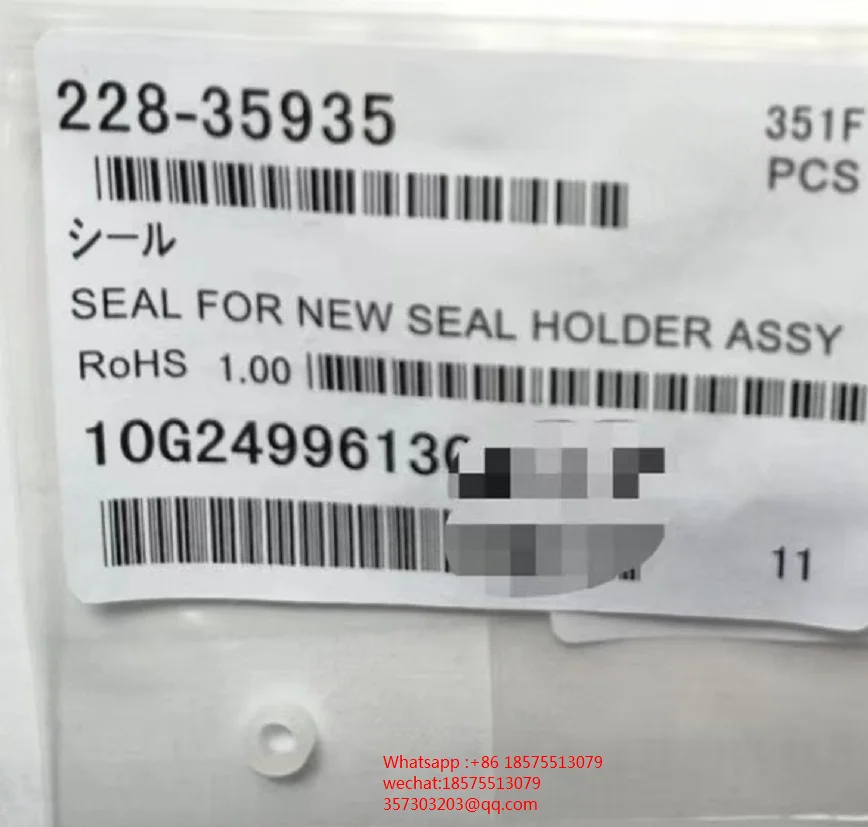 228-35935
351F
PCS
シール
SEAL FOR NEW SEAL HOLDER ASSY
RoHS 1.00
10G24996130
11
Whatsapp :+86 18575513079
wechat:18575513079
357303203@qq.com